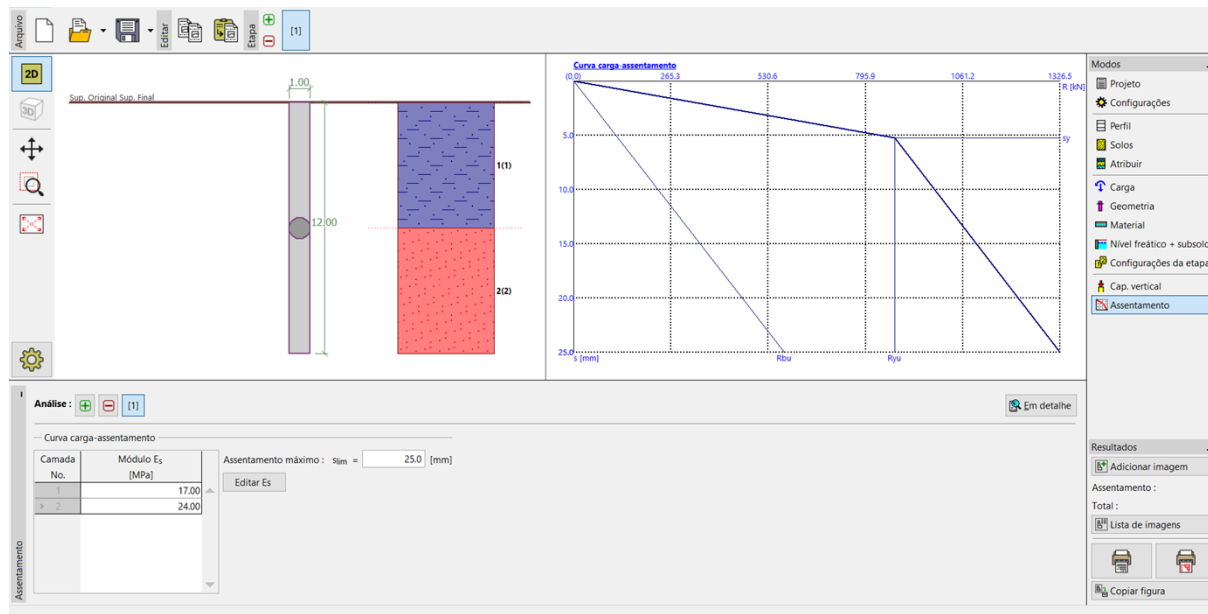 Arquivo
Editar
Etapa
[1]
2D
3D
Sup. Original Sup. Final
1.00
12.00
1(1)
2(2)
Curva carga-assentamento
(0,0) 265.3 530.6 795.9 1061.2 1326.5
R [kN]
5.0
sy
10.0
15.0
20.0
25.0
s [mm]
Rbu
Ryu
Modos
Projeto
Configurações
Perfil
Solos
Atribuir
Carga
Geometria
Material
Nível freático + subsolo
Configurações da etapa
Cap. vertical
Assentamento
Assentamento
Análise :
[1]
Em detalhe
Curva carga-assentamento
Camada No. Módulo ES [MPa]
1 17.00
2 24.00
Assentamento máximo : slim = 25.0 [mm]
Editar Es
Resultados
Adicionar imagem
Assentamento :
Total :
Lista de imagens
Copiar figura